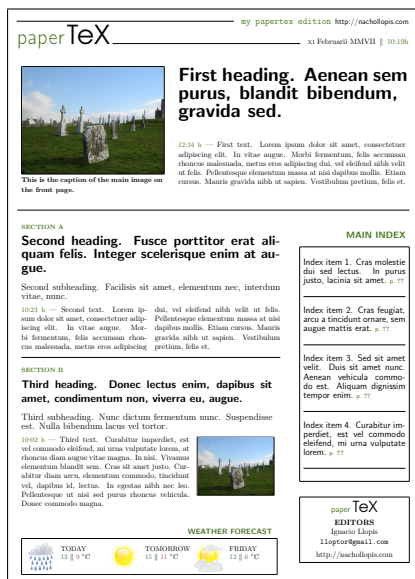 my papertex edition http://nachollopis.com
paperTeX
XI Februarii MMVII || 10:19h
First heading. Aenean sem
purus, blandit bibendum,
gravida sed.
12:34 h — First text. Lorem ipsum dolor sit amet, consectetuer
adipiscing elit. In vitae augue. Morbi fermentum, felis accumsan
rhoncus malesuada, metus eros adipiscing dui, vel eleifend nibh velit
ut felis. Pellentesque elementum massa at nisi dapibus mollis. Etiam
cursus. Mauris gravida nibh ut sapien. Vestibulum pretium, felis et.
This is the caption of the main image on
the front page.
SECTION A
Second heading. Fusce porttitor erat ali-
quam felis. Integer scelerisque enim at au-
gue.
Second subheading. Facilisis sit amet, elementum nec, interdum
vitae, nunc.
10:23 h — Second text. Lorem ip-
sum dolor sit amet, consectetuer adip-
iscing elit. In vitae augue. Mor-
bi fermentum, felis accumsan rhon-
cus malesuada, metus eros adipiscing
dui, vel eleifend nibh velit ut felis.
Pellentesque elementum massa at nisi
dapibus mollis. Etiam cursus. Mauris
gravida nibh ut sapien. Vestibulum
pretium, felis et.
SECTION B
Third heading. Donec lectus enim, dapibus sit
amet, condimentum non, viverra eu, augue.
Third subheading. Nunc dictum fermentum nunc. Suspendisse
est. Nulla bibendum lacus vel tortor.
10:02 h — Third text. Curabitur imperdiet, est
vel commodo eleifend, mi urna vulputate lorem, at
rhoncus diam augue vitae magna. In nisi. Vivamus
elementum blandit sem. Cras sit amet justo. Cur-
abitur diam arcu, elementum commodo, tincidunt
vel, dapibus id, lectus. In egestas nibh nec leo.
Pellentesque ut nisi sed purus rhoncus vehicula.
Donec commodo magna.
WEATHER FORECAST
TODAY
13 || 9 °C
TOMORROW
15 || 11 °C
FRIDAY
12 || 6 °C
MAIN INDEX
Index item 1. Cras molestie
dui sed lectus. In purus
justo, lacinia sit amet. p. ??
Index item 2. Cras feugiat,
arcu a tincidunt ornare, sem
augue mattis erat. p. ??
Index item 3. Sed sit amet
velit. Duis sit amet nunc.
Aenean vehicula commo-
do est. Aliquam dignissim
tempor enim. p. ??
Index item 4. Curabitur im-
perdiet, est vel commodo
eleifend, mi urna vulputate
lorem. p. ??
paperTeX
EDITORS
Ignacio Llopis
lloptor@gmail.com
http://nachollopis.com